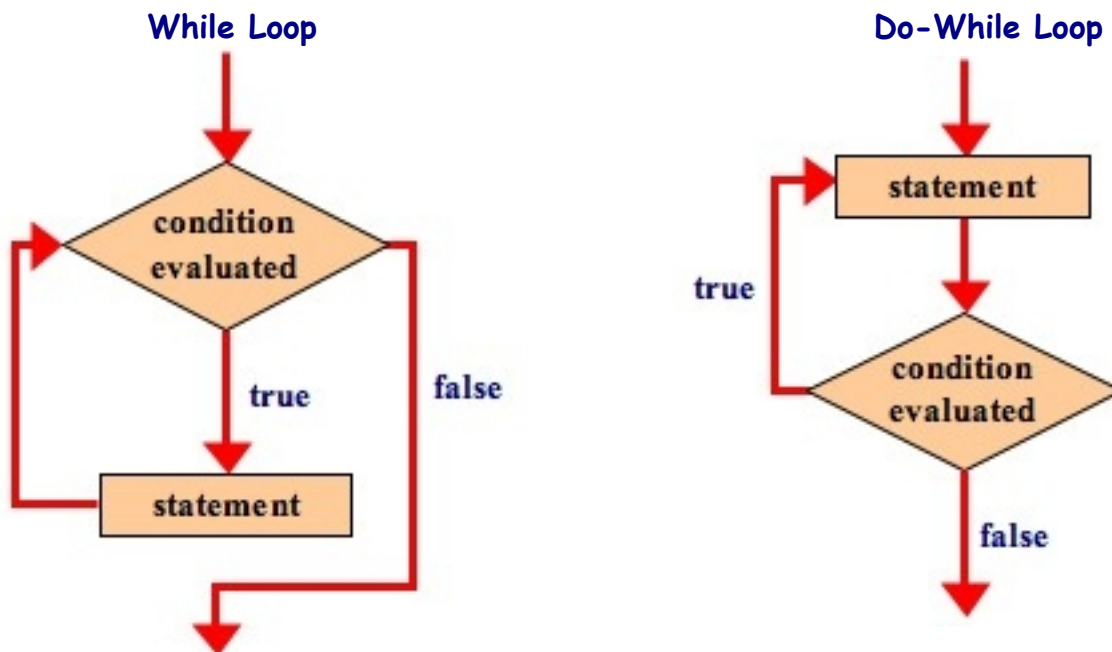 While Loop
condition
evaluated
true
false
statement
Do-While Loop
statement
true
condition
evaluated
false